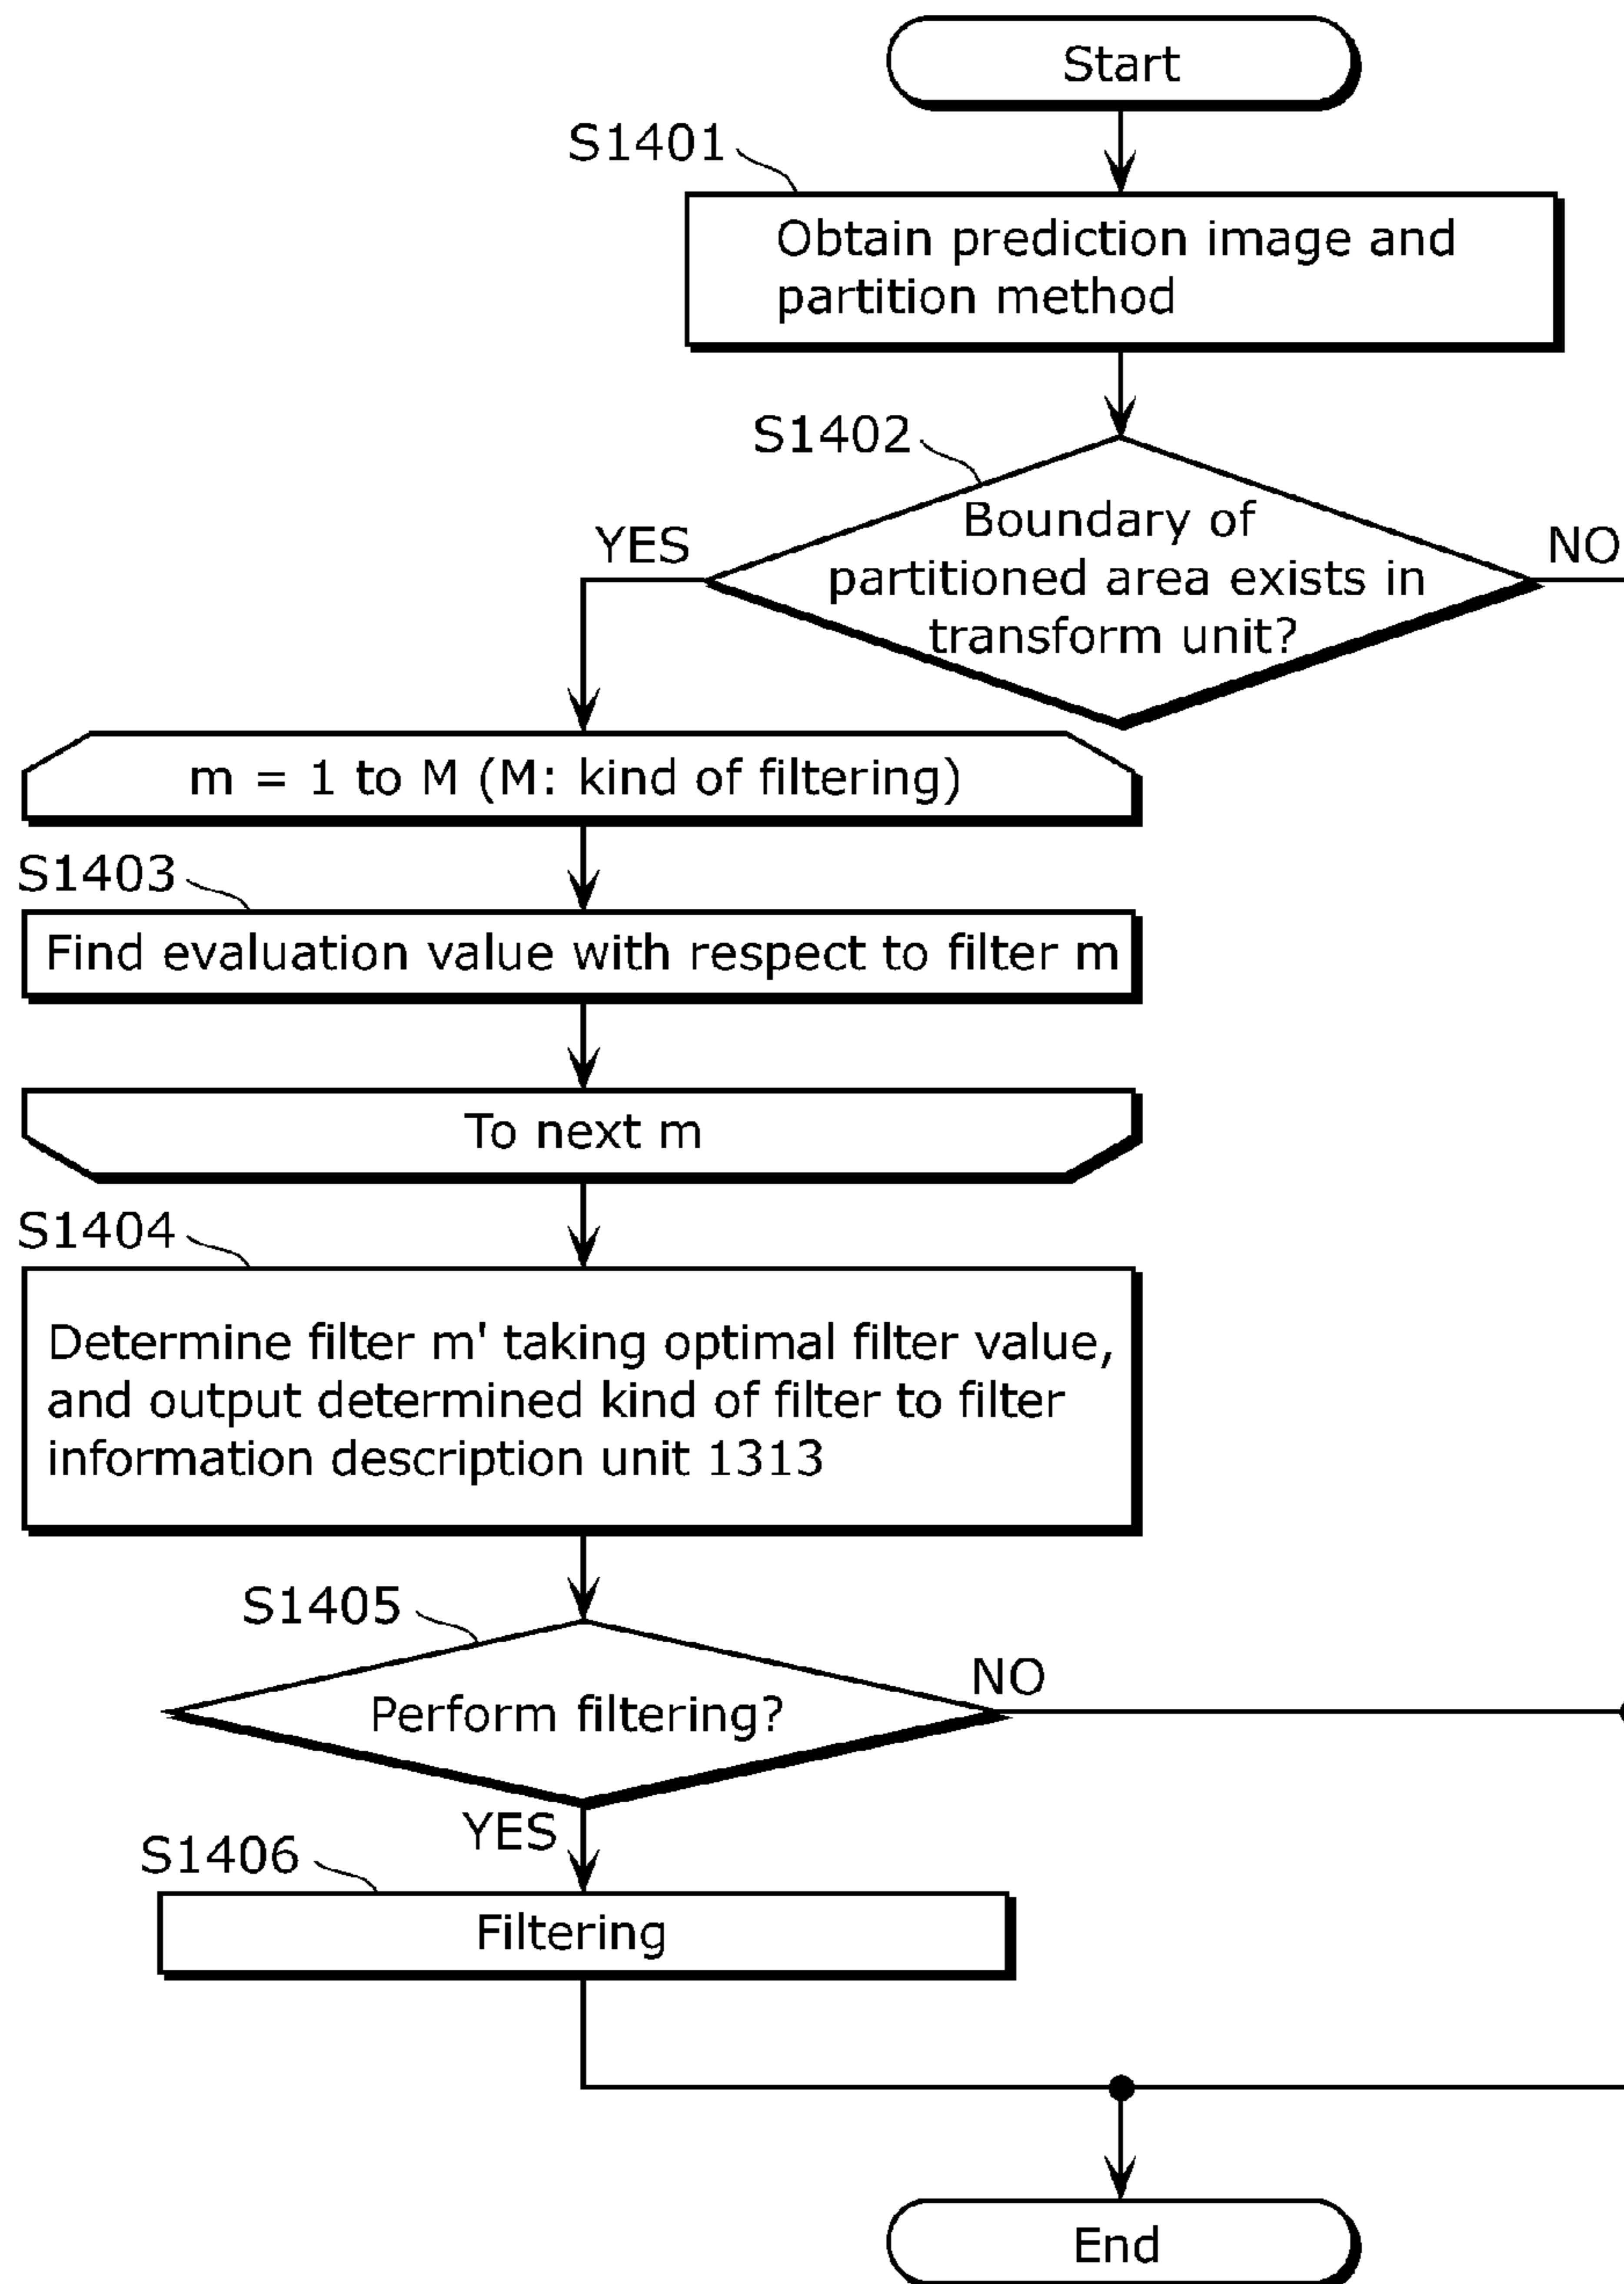 Start
S1401
Obtain prediction image and
partition method
S1402
Boundary of
partitioned area exists in
transform unit?
YES
NO
m = 1 to M (M: kind of filtering)
S1403
Find evaluation value with respect to filter m
To next m
S1404
Determine filter m' taking optimal filter value,
and output determined kind of filter to filter
information description unit 1313
S1405
Perform filtering?
NO
YES
S1406
Filtering
End